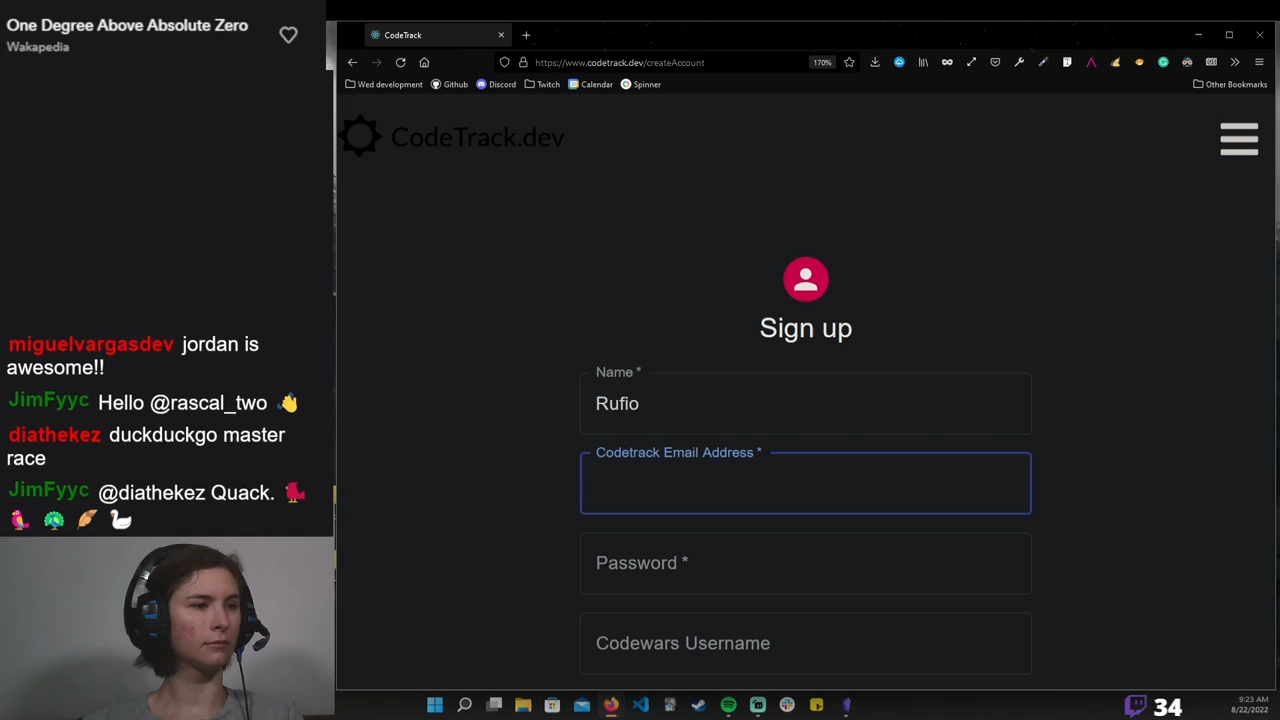 One Degree Above Absolute Zero
Wakapedia
miguelvargasdev jordan is
awesome!!
JimFyyc Hello @rascal_two 👋
diathekez duckduckgo master
race
JimFyyc @diathekez Quack.
CodeTrack
https://www.codetrack.dev/createAccount
170%
Wed development
Github
Discord
Twitch
Calendar
Spinner
Other Bookmarks
CodeTrack.dev
Sign up
Name *
Rufio
Codetrack Email Address *
Password *
Codewars Username
34
9:23 AM
8/22/2022